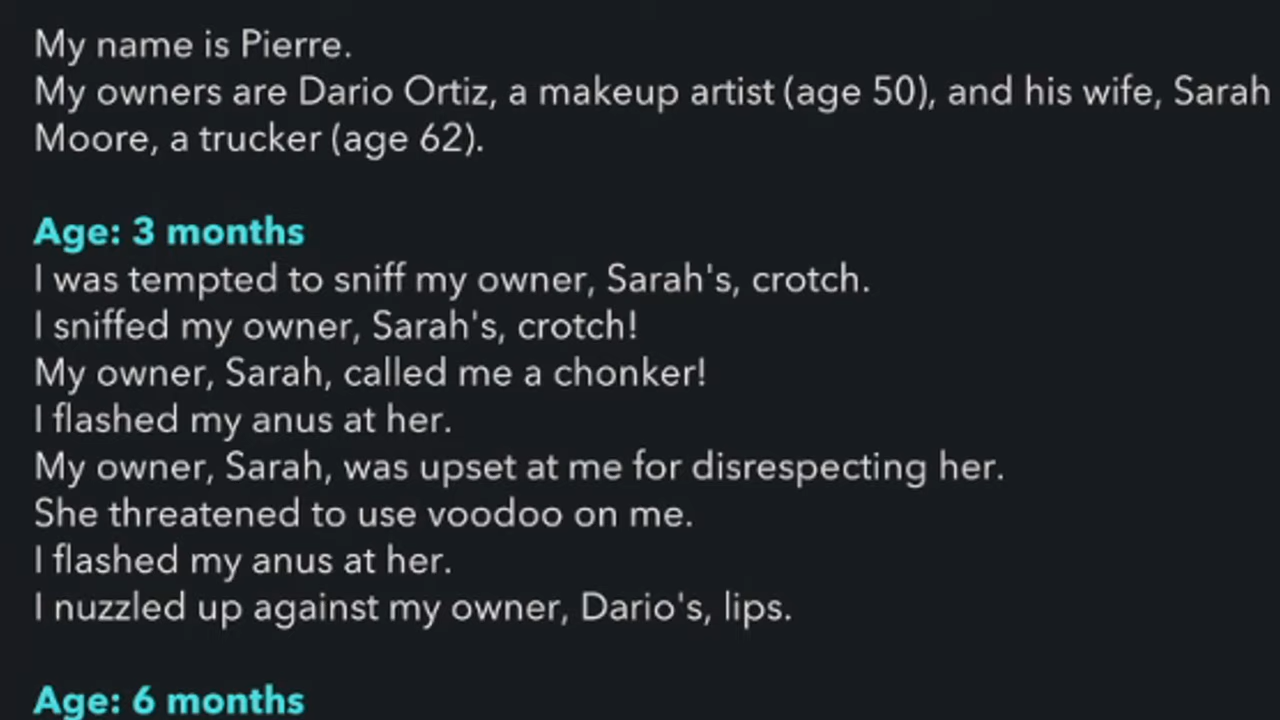 My name is Pierre.
My owners are Dario Ortiz, a makeup artist (age 50), and his wife, Sarah
Moore, a trucker (age 62).
Age: 3 months
I was tempted to sniff my owner, Sarah's, crotch.
I sniffed my owner, Sarah's, crotch!
My owner, Sarah, called me a chonker!
I flashed my anus at her.
My owner, Sarah, was upset at me for disrespecting her.
She threatened to use voodoo on me.
I flashed my anus at her.
I nuzzled up against my owner, Dario's, lips.
Age: 6 months